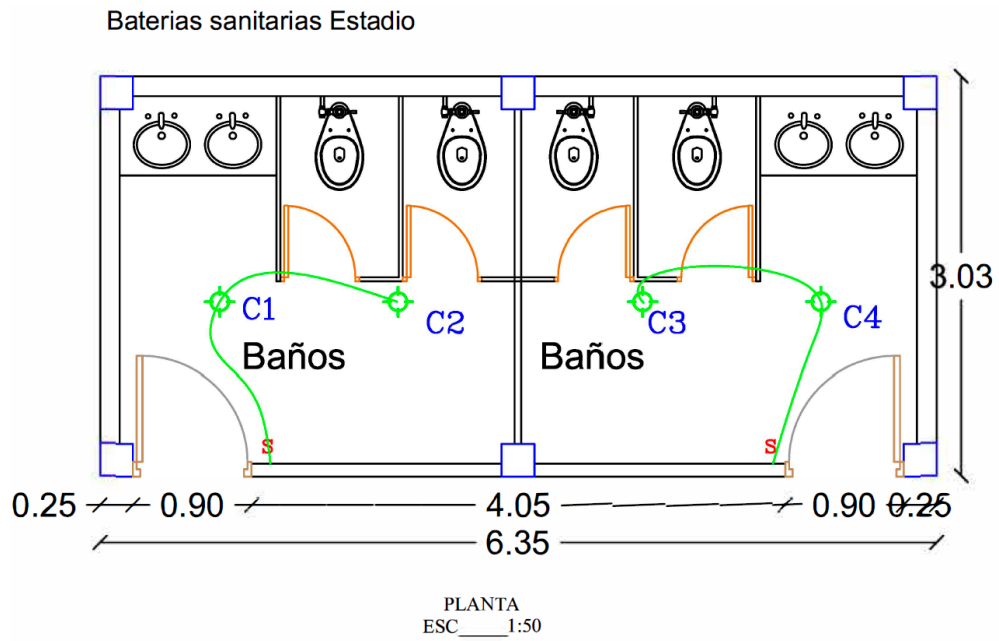 Baterias sanitarias Estadio
3.03
C1
C2
C3
C4
Baños
Baños
S
S
0.25
0.90
4.05
0.90
0.25
6.35
PLANTA
ESC_____1:50